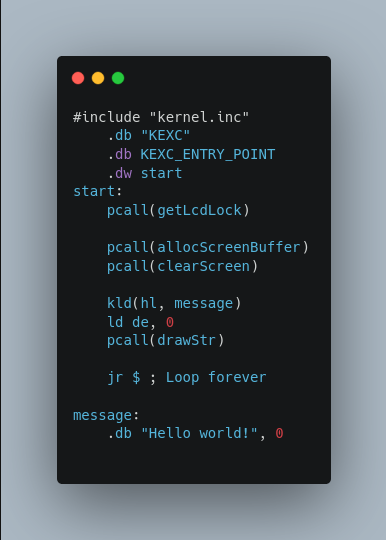 #include "kernel.inc"
    .db "KEXC"
    .db KEXC_ENTRY_POINT
    .dw start
start:
    pcall(getLcdLock)

    pcall(allocScreenBuffer)
    pcall(clearScreen)

    kld(hl, message)
    ld de, 0
    pcall(drawStr)

    jr $ ; Loop forever

message:
    .db "Hello world!", 0